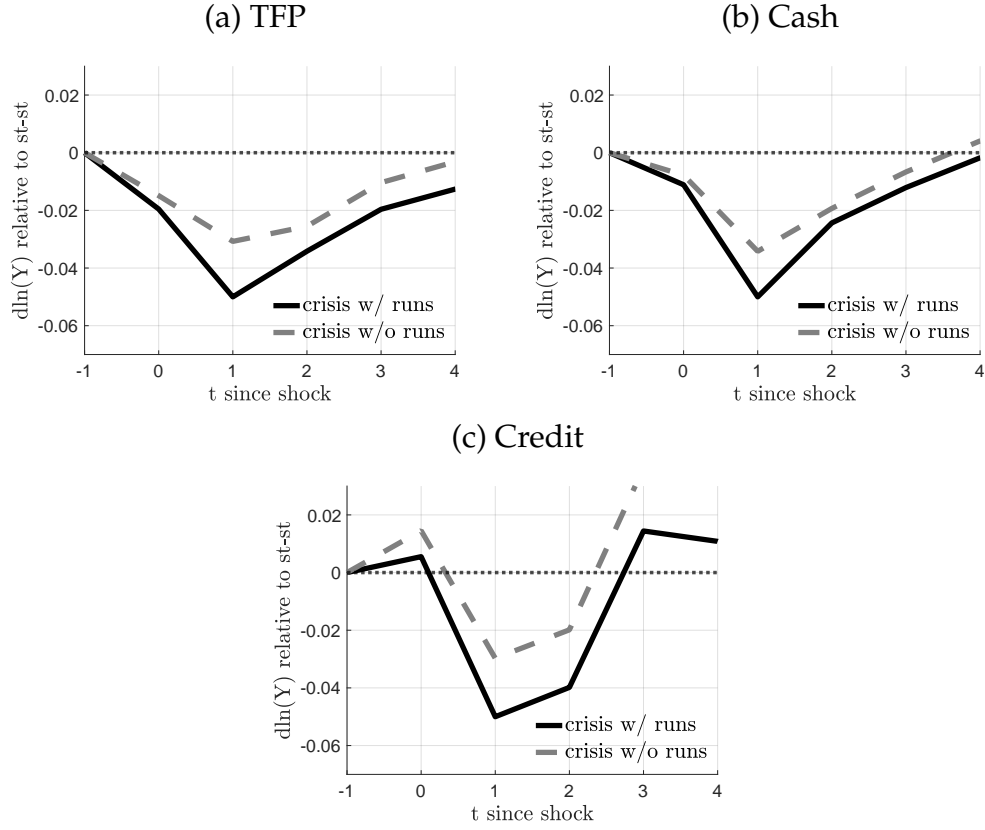 (a) TFP
dln(Y) relative to st-st
0.02
0
-0.02
-0.04
-0.06
crisis w/ runs
crisis w/o runs
-1 0 1 2 3 4
t since shock
(b) Cash
dln(Y) relative to st-st
0.02
0
-0.02
-0.04
-0.06
crisis w/ runs
crisis w/o runs
-1 0 1 2 3 4
t since shock
(c) Credit
dln(Y) relative to st-st
0.02
0
-0.02
-0.04
-0.06
crisis w/ runs
crisis w/o runs
-1 0 1 2 3 4
t since shock